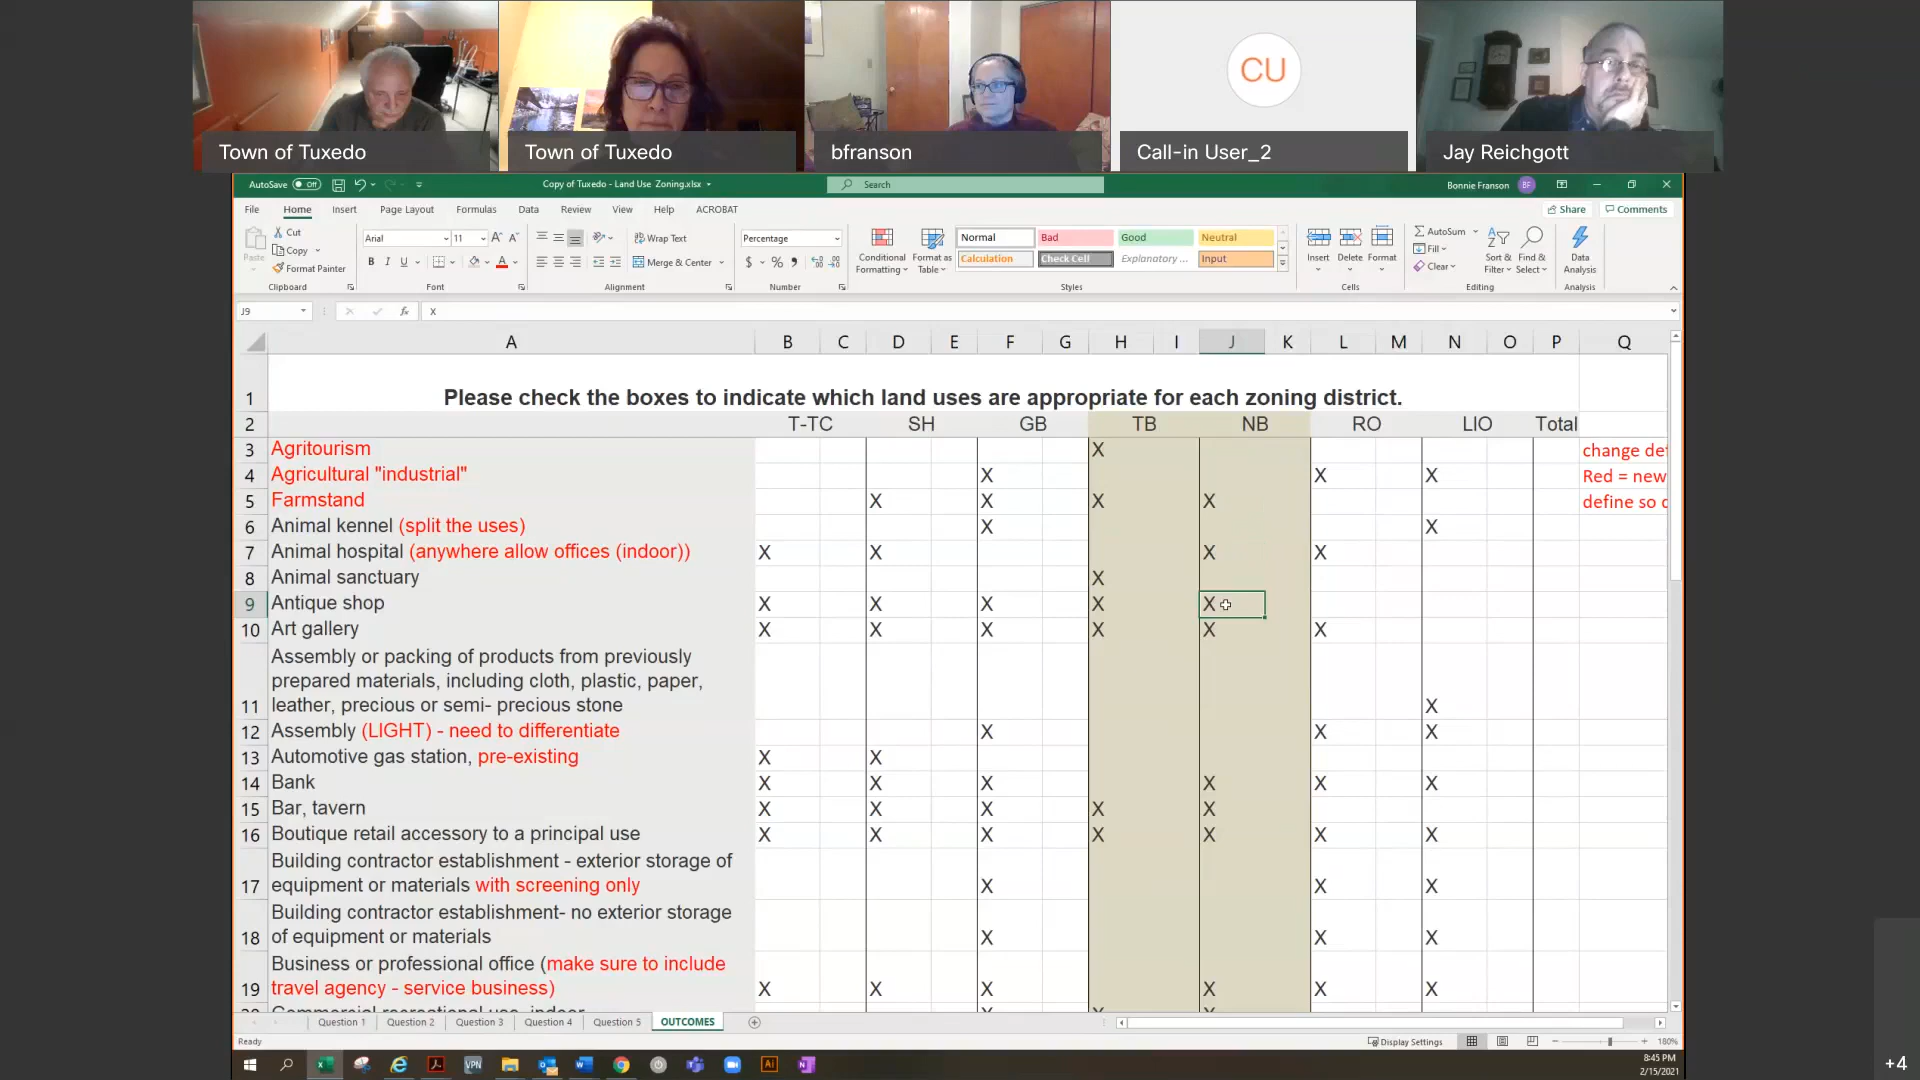 Town of Tuxedo
Town of Tuxedo
bfranson
CU
Call-in User_2
Jay Reichgott
AutoSave Off
Copy of Tuxedo - Land Use Zoning.xlsx
Search
Bonnie Franson BF
File Home Insert Page Layout Formulas Data Review View Help ACROBAT
Share Comments
Paste
Cut
Copy
Format Painter
Clipboard
Arial 11
B I U
Font
Wrap Text
Merge & Center
Alignment
Percentage
Number
Conditional Formatting
Format as Table
Normal Bad Good Neutral
Calculation Check Cell Explanatory ... Input
Styles
Insert Delete Format
Cells
AutoSum
Fill
Clear
Sort & Filter
Find & Select
Editing
Data Analysis
Analysis
J9 fx X
A B C D E F G H I J K L M N O P Q
1 Please check the boxes to indicate which land uses are appropriate for each zoning district.
2 T-TC SH GB TB NB RO LIO Total
3 Agritourism X change def
4 Agricultural "industrial" X X X Red = new
5 Farmstand X X X X define so c
6 Animal kennel (split the uses) X X
7 Animal hospital (anywhere allow offices (indoor)) X X X X
8 Animal sanctuary X
9 Antique shop X X X X X
10 Art gallery X X X X X X
Assembly or packing of products from previously
prepared materials, including cloth, plastic, paper,
11 leather, precious or semi- precious stone X
12 Assembly (LIGHT) - need to differentiate X X X
13 Automotive gas station, pre-existing X X
14 Bank X X X X X X
15 Bar, tavern X X X X X
16 Boutique retail accessory to a principal use X X X X X X X
Building contractor establishment - exterior storage of
17 equipment or materials with screening only X X X
Building contractor establishment- no exterior storage
18 of equipment or materials X X X
Business or professional office (make sure to include
19 travel agency - service business) X X X X X X
Question 1 Question 2 Question 3 Question 4 Question 5 OUTCOMES
Ready
Display Settings
180%
VPN
Ai
8:45 PM
2/15/2021
+4